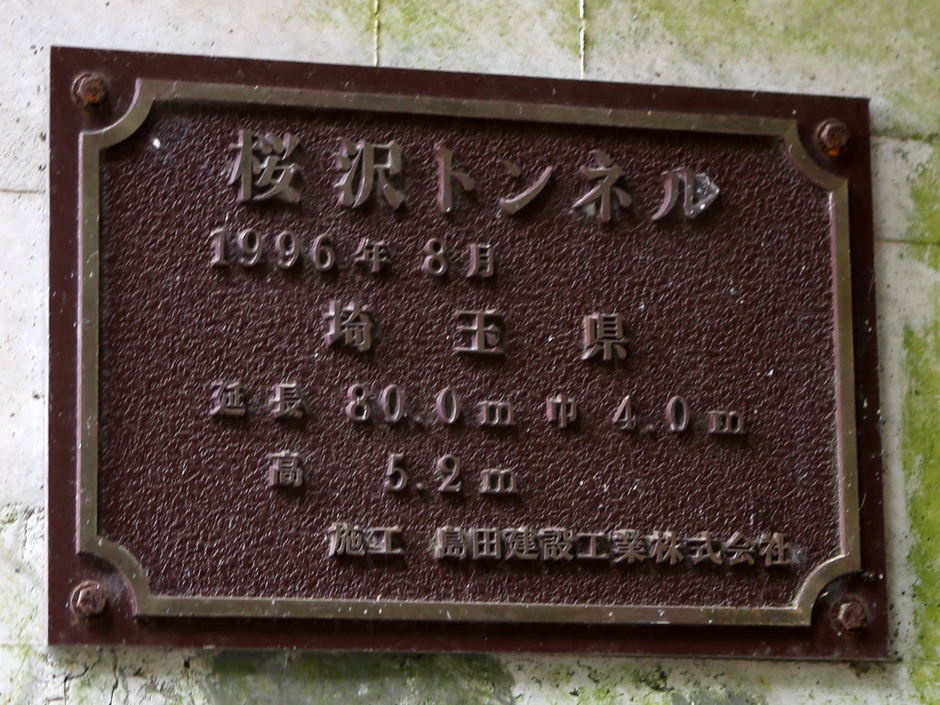 桜沢トンネル
1996年 8月
埼玉県
延長 80.0m 巾 4.0m
高 5.2m
施工 島田建設工業株式会社